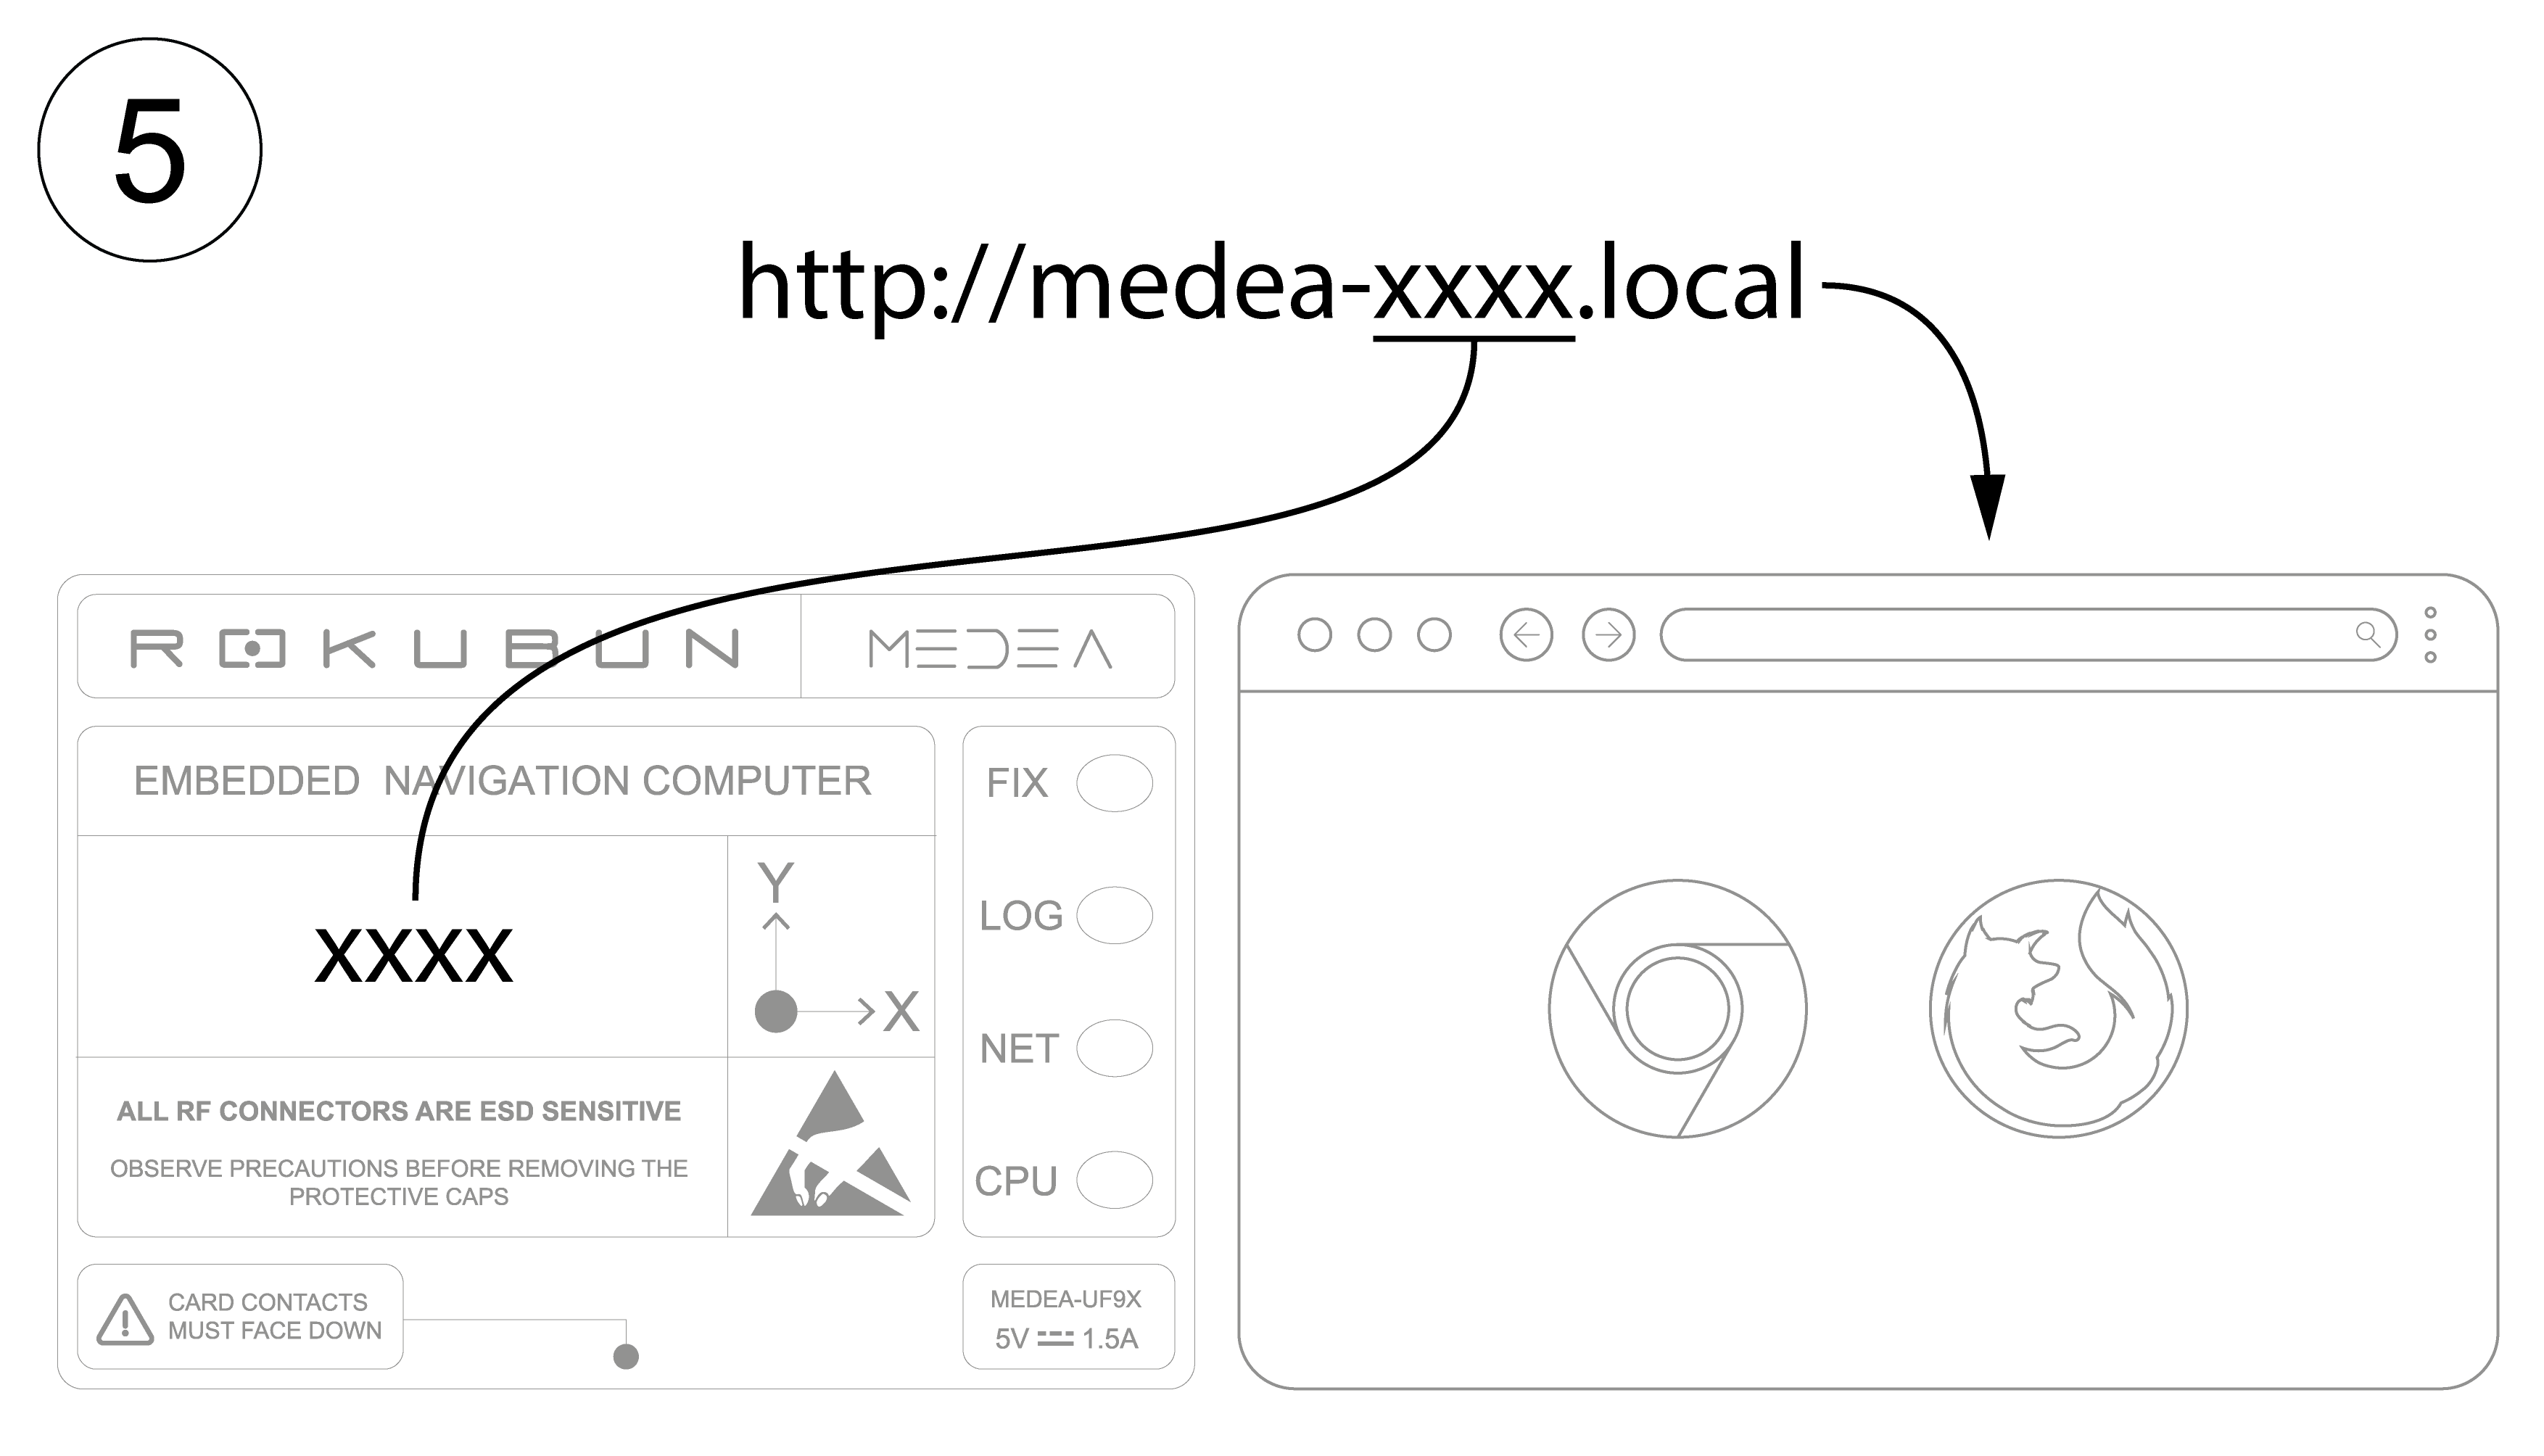 5
http://medea-xxxx.local
ROKUBUN
MEDEA
EMBEDDED NAVIGATION COMPUTER
xxxx
Y
X
ALL RF CONNECTORS ARE ESD SENSITIVE
OBSERVE PRECAUTIONS BEFORE REMOVING THE
PROTECTIVE CAPS
FIX
LOG
NET
CPU
CARD CONTACTS
MUST FACE DOWN
MEDEA-UF9X
5V ⎓ 1.5A